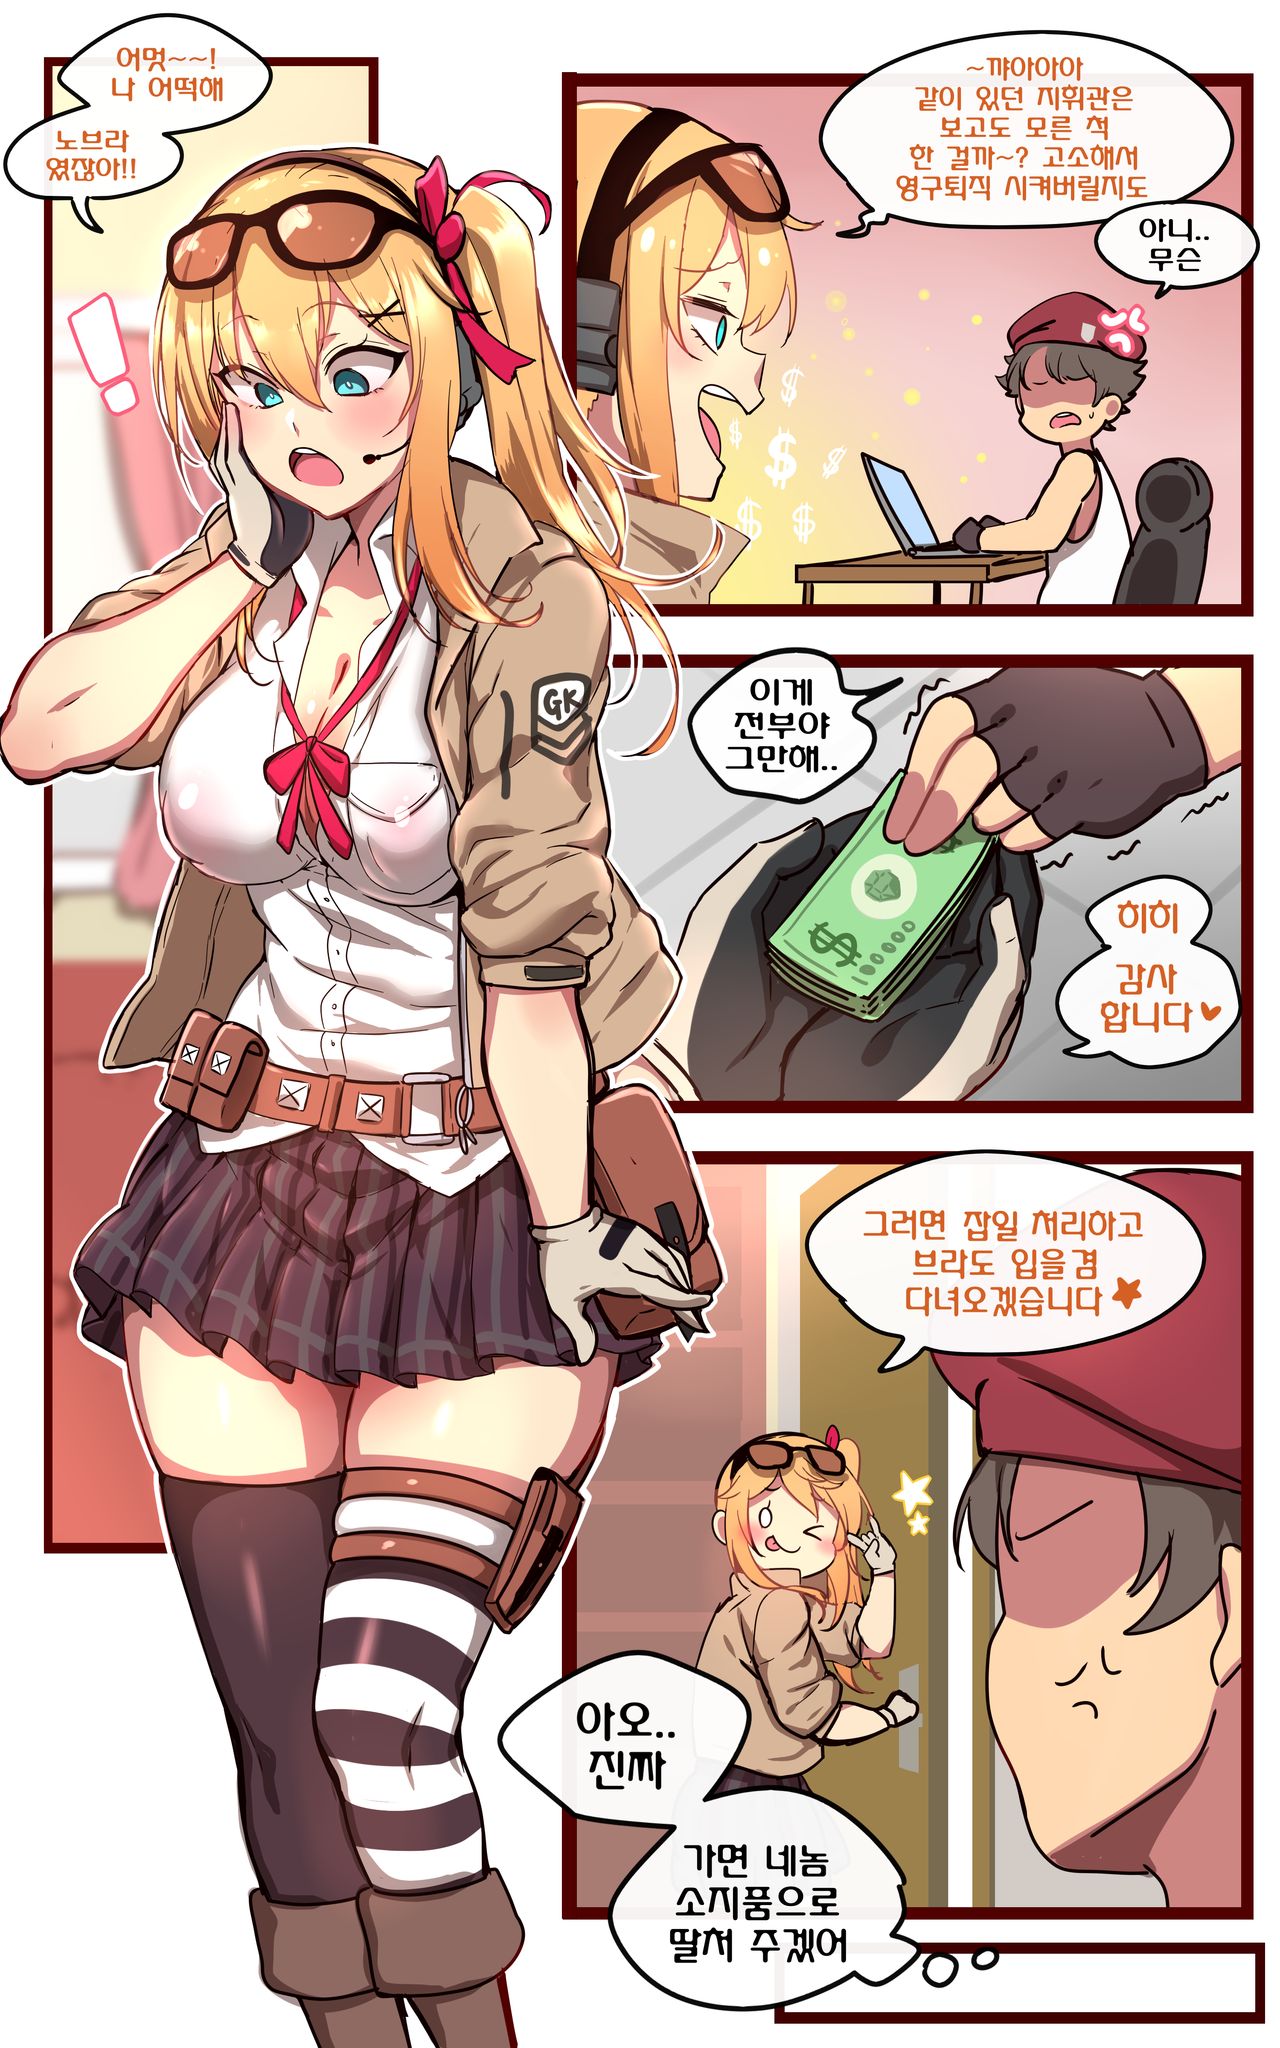 어멋~~!
나 어떡해
노브라
였잖아!!
~꺄아아아
같이 있던 지휘관은
보고도 모른 척
한 걸까~? 고소해서
영구퇴직 시켜버릴지도
아니..
무슨
GK
이게
전부야
그만해..
히히
감사
합니다♥
그러면 잡일 처리하고
브라도 입을겸
다녀오겠습니다★
아오..
진짜
가면 네놈
소지품으로
딸쳐 주겠어